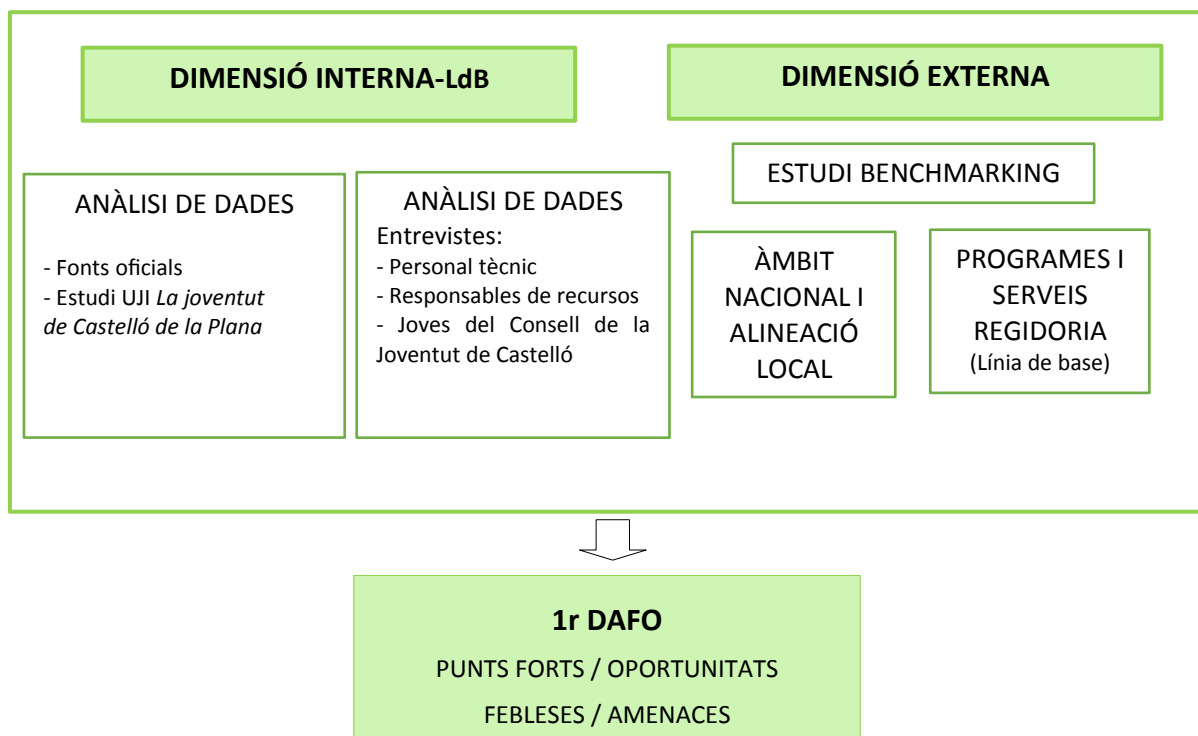 DIMENSIÓ INTERNA-LdB
ANÀLISI DE DADES
- Fonts oficials
- Estudi UJI La joventut
de Castelló de la Plana
ANÀLISI DE DADES
Entrevistes:
- Personal tècnic
- Responsables de recursos
- Joves del Consell de la
Joventut de Castelló
DIMENSIÓ EXTERNA
ESTUDI BENCHMARKING
ÀMBIT
NACIONAL I
ALINEACIÓ
LOCAL
PROGRAMES I
SERVEIS
REGIDORIA
(Línia de base)
1r DAFO
PUNTS FORTS / OPORTUNITATS
FEBLESES / AMENACES